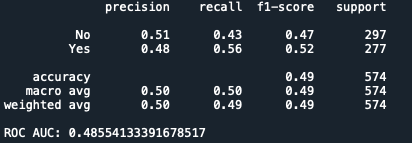 precision recall f1-score support
No 0.51 0.43 0.47 297
Yes 0.48 0.56 0.52 277
accuracy 0.49 574
macro avg 0.50 0.50 0.49 574
weighted avg 0.50 0.49 0.49 574
ROC AUC: 0.48554133391678517